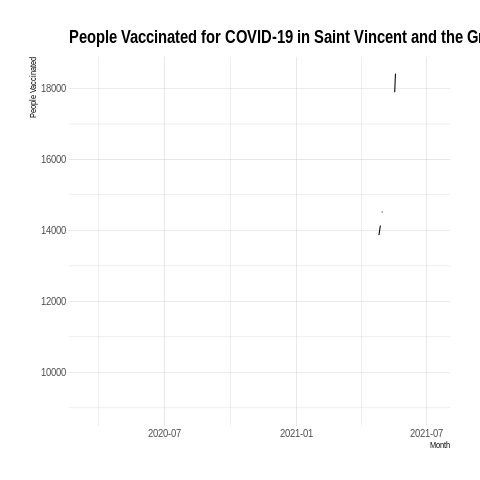 People Vaccinated for COVID-19 in Saint Vincent and the Gr
People Vaccinated
18000
16000
14000
12000
10000
2020-07
2021-01
2021-07
Month